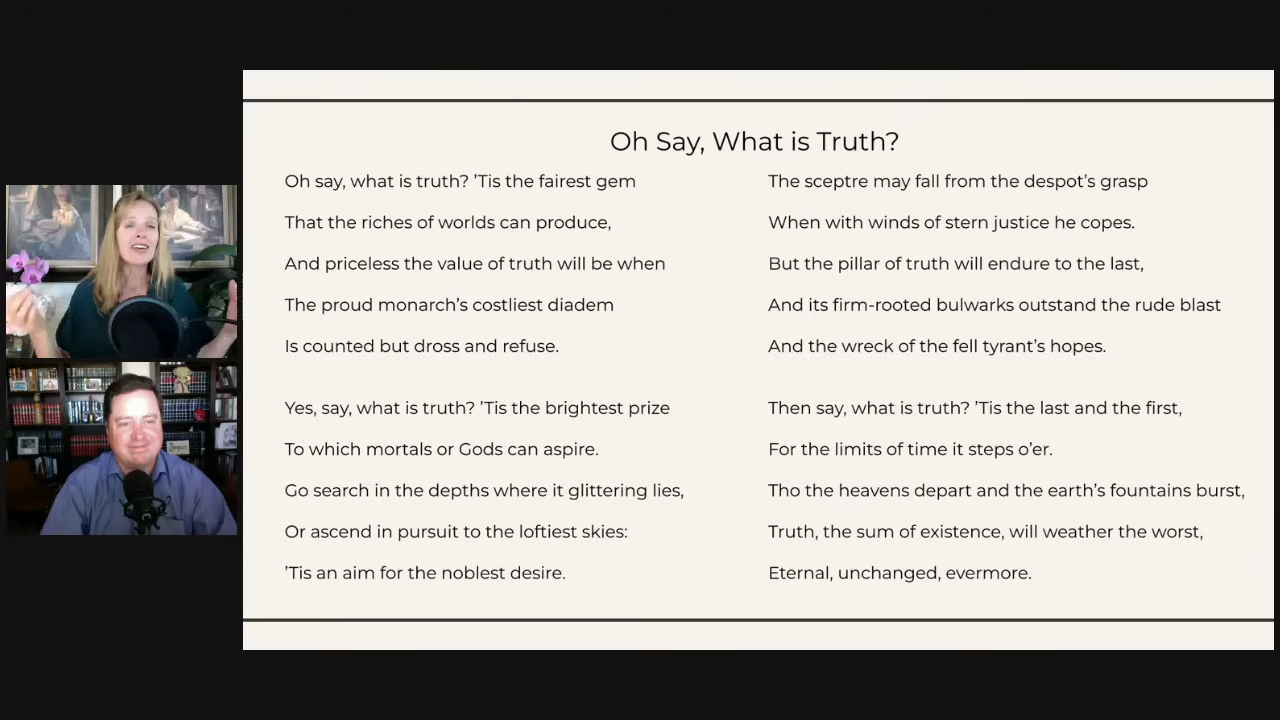 Oh Say, What is Truth?
Oh say, what is truth? ’Tis the fairest gem
That the riches of worlds can produce,
And priceless the value of truth will be when
The proud monarch’s costliest diadem
Is counted but dross and refuse.
Yes, say, what is truth? ’Tis the brightest prize
To which mortals or Gods can aspire.
Go search in the depths where it glittering lies,
Or ascend in pursuit to the loftiest skies:
’Tis an aim for the noblest desire.
The sceptre may fall from the despot’s grasp
When with winds of stern justice he copes.
But the pillar of truth will endure to the last,
And its firm-rooted bulwarks outstand the rude blast
And the wreck of the fell tyrant’s hopes.
Then say, what is truth? ’Tis the last and the first,
For the limits of time it steps o’er.
Tho the heavens depart and the earth’s fountains burst,
Truth, the sum of existence, will weather the worst,
Eternal, unchanged, evermore.